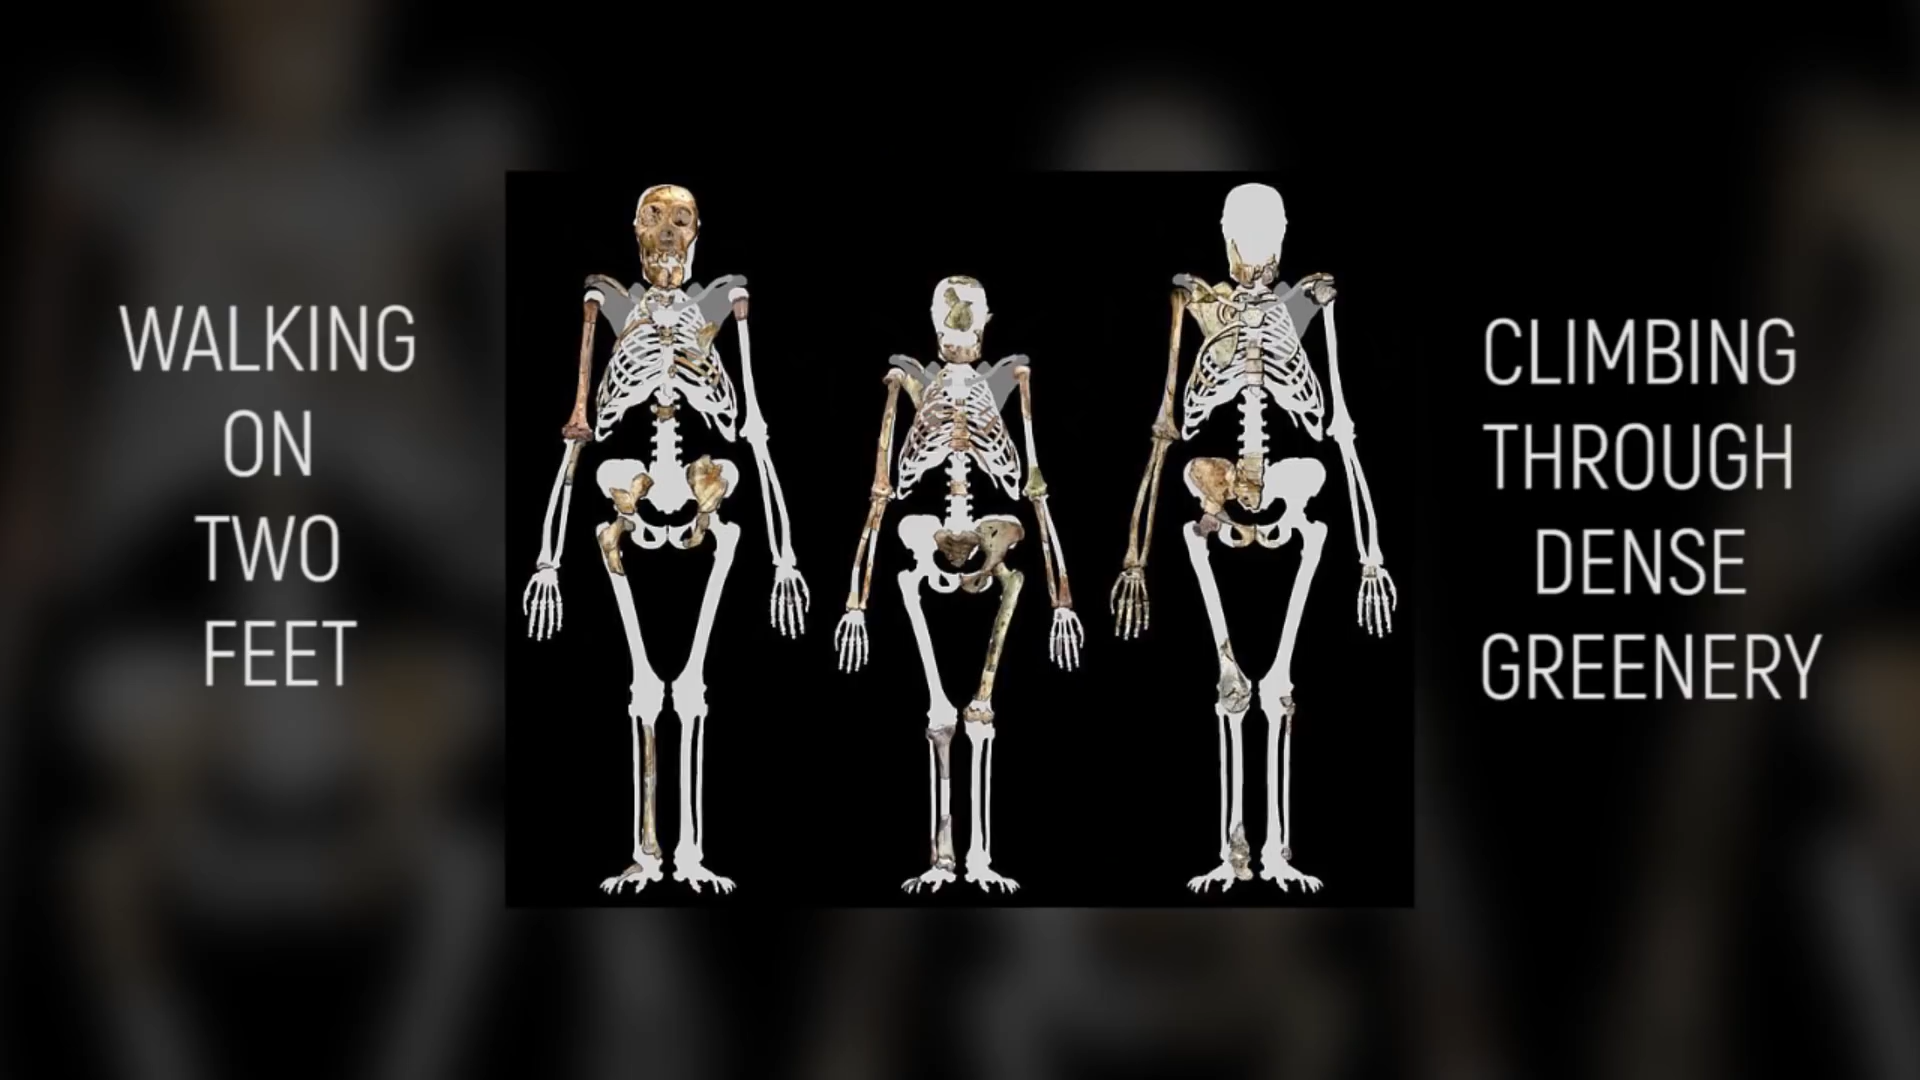 WALKING
ON
TWO
FEET
CLIMBING
THROUGH
DENSE
GREENERY